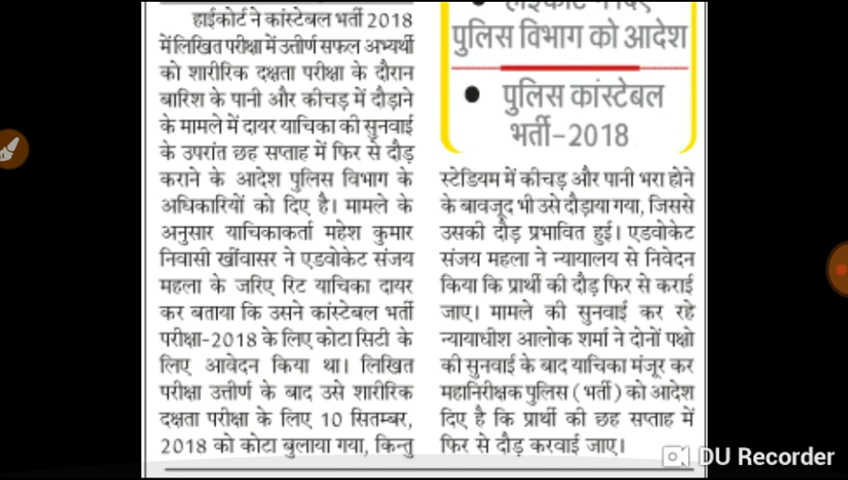 हाईकोर्ट ने कांस्टेबल भर्ती 2018
में लिखित परीक्षा में उत्तीर्ण सफल अभ्यर्थी
को शारीरिक दक्षता परीक्षा के दौरान
बारिश के पानी और कीचड़ में दौड़ाने
के मामले में दायर याचिका की सुनवाई
के उपरांत छह सप्ताह में फिर से दौड़
कराने के आदेश पुलिस विभाग के
अधिकारियों को दिए है। मामले के
अनुसार याचिकाकर्ता महेश कुमार
निवासी खींवासर ने एडवोकेट संजय
महला के जरिए रिट याचिका दायर
कर बताया कि उसने कांस्टेबल भर्ती
परीक्षा-2018 के लिए कोटा सिटी के
लिए आवेदन किया था। लिखित
परीक्षा उत्तीर्ण के बाद उसे शारीरिक
दक्षता परीक्षा के लिए 10 सितम्बर,
2018 को कोटा बुलाया गया, किन्तु
• हाईकोर्ट ने दिए
पुलिस विभाग को आदेश
• पुलिस कांस्टेबल
भर्ती-2018
स्टेडियम में कीचड़ और पानी भरा होने
के बावजूद भी उसे दौड़ाया गया, जिससे
उसकी दौड़ प्रभावित हुई। एडवोकेट
संजय महला ने न्यायालय से निवेदन
किया कि प्रार्थी की दौड़ फिर से कराई
जाए। मामले की सुनवाई कर रहे
न्यायाधीश आलोक शर्मा ने दोनों पक्षो
की सुनवाई के बाद याचिका मंजूर कर
महानिरीक्षक पुलिस (भर्ती) को आदेश
दिए है कि प्रार्थी की छह सप्ताह में
फिर से दौड़ करवाई जाए।
DU Recorder